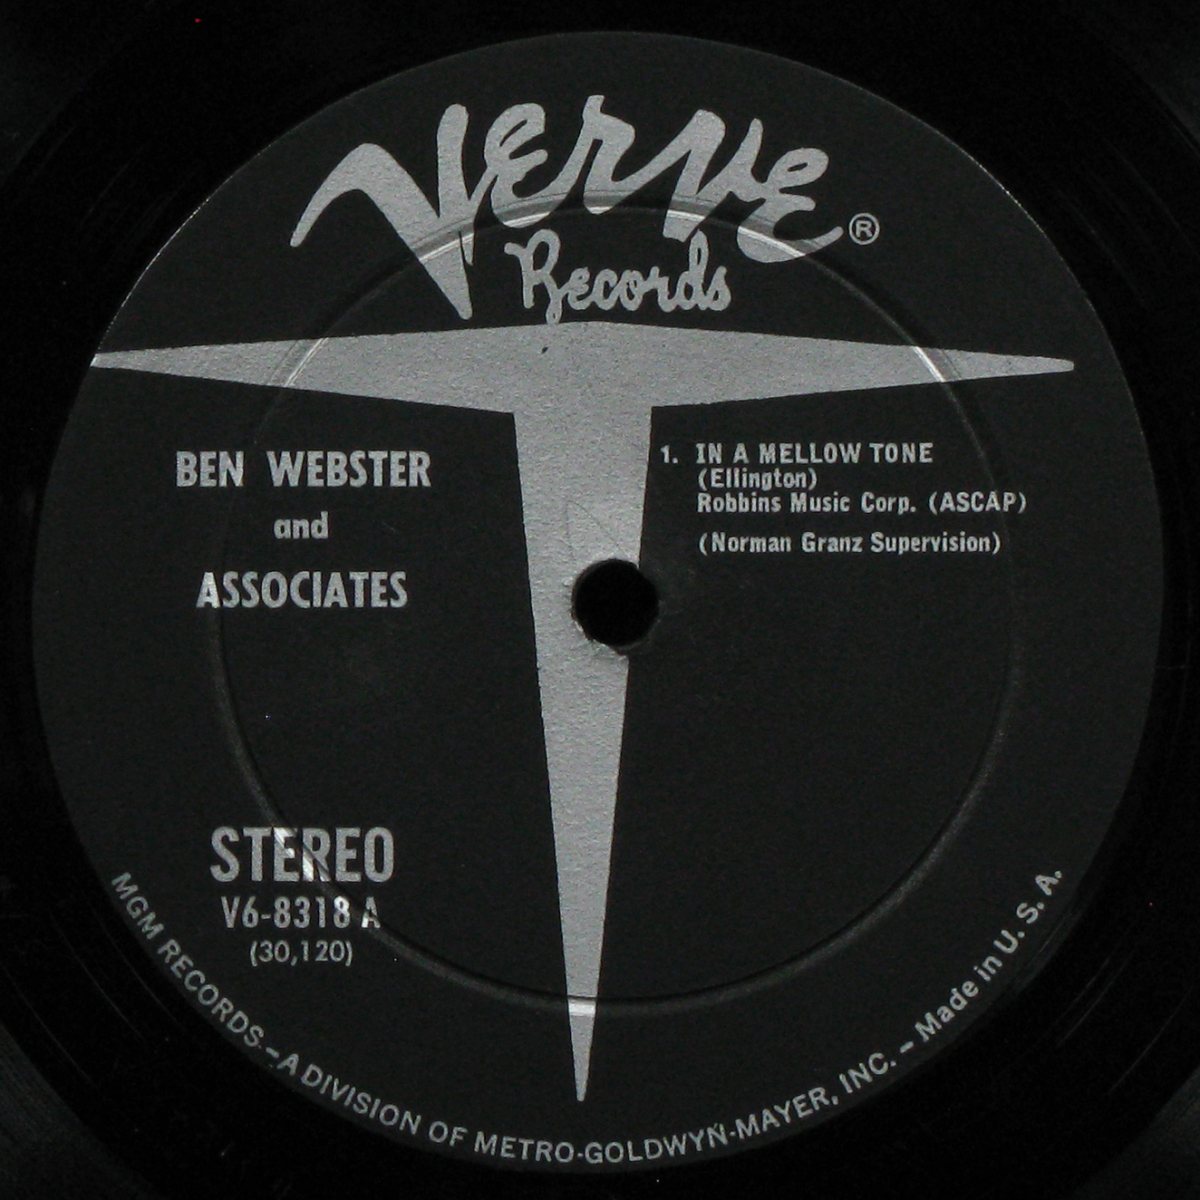 Verve
Records ®
BEN WEBSTER
and
ASSOCIATES
1. IN A MELLOW TONE
(Ellington)
Robbins Music Corp. (ASCAP)
(Norman Granz Supervision)
STEREO
V6-8318 A
(30,120)
MGM RECORDS – A DIVISION OF METRO-GOLDWYN-MAYER, INC. – Made in U. S. A.